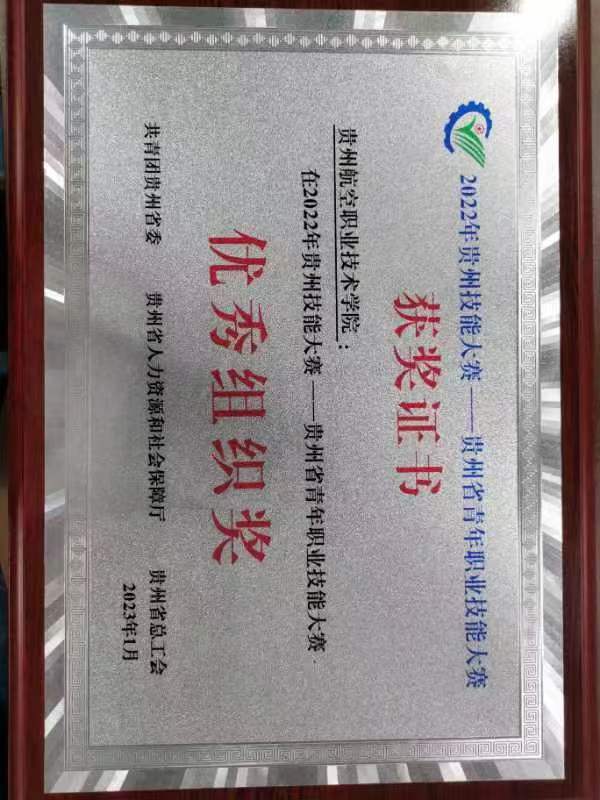 2022年贵州技能大赛——贵州省青年职业技能大赛
获奖证书
贵州航空职业技术学院：
在2022年贵州技能大赛——贵州省青年职业技能大赛
优秀组织奖
共青团贵州省委 贵州省人力资源和社会保障厅 贵州省总工会
2023年1月